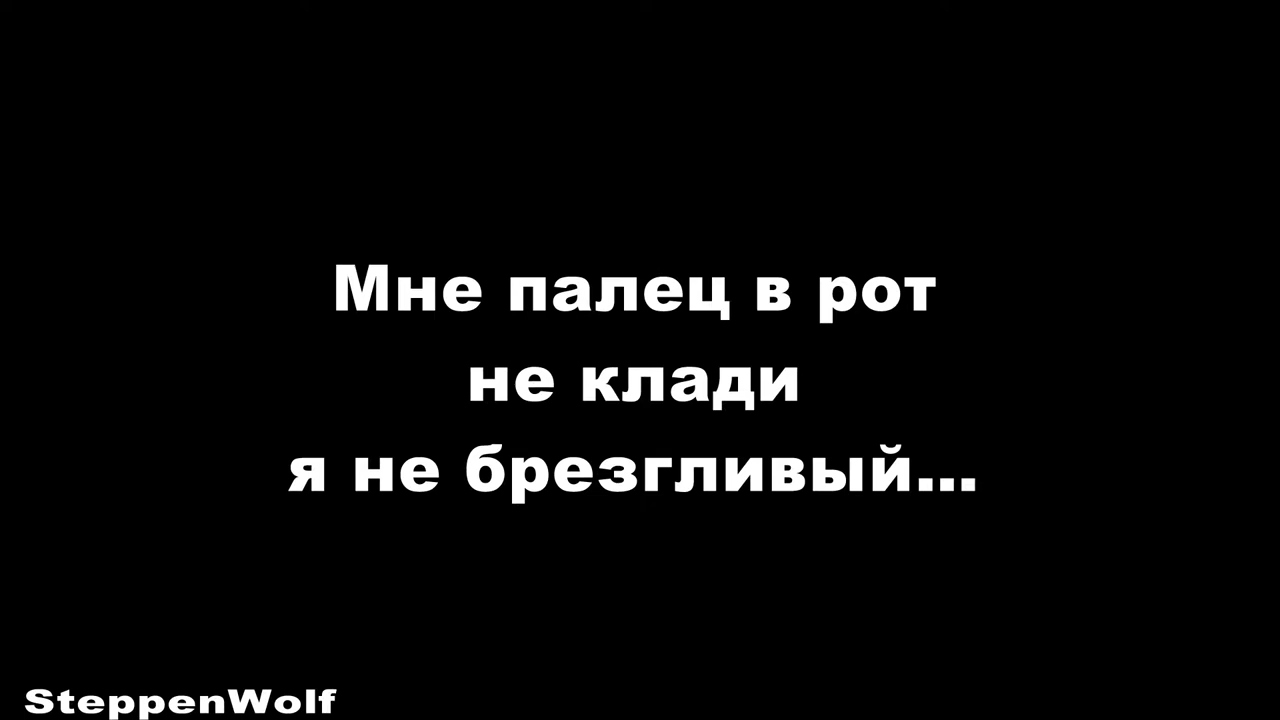 Мне палец в рот
не клади
я не брезгливый...
SteppenWolf